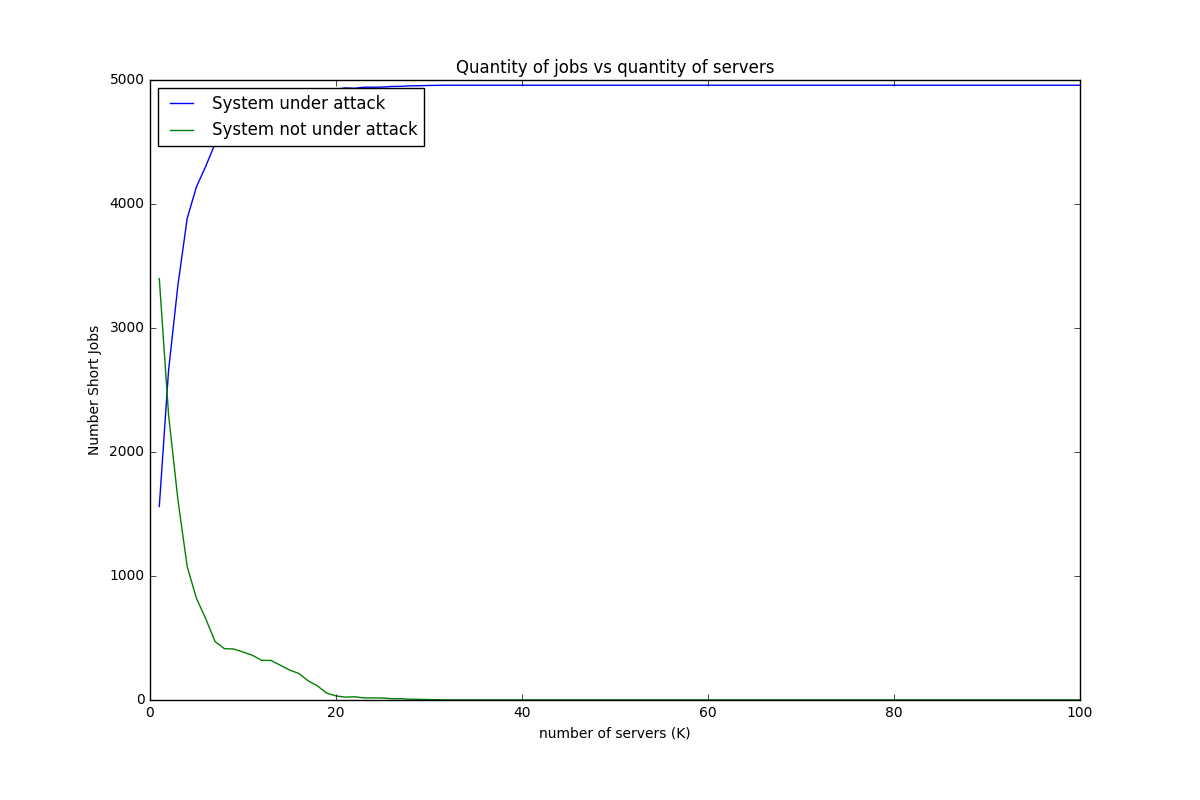 Quantity of jobs vs quantity of servers
System under attack
System not under attack
5000
4000
3000
2000
1000
0
Number Short Jobs
0 20 40 60 80 100
number of servers (K)